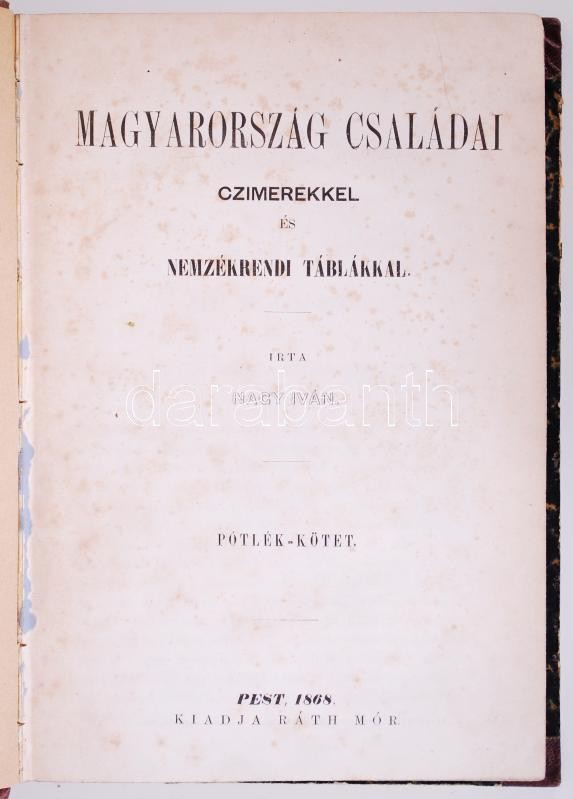 MAGYARORSZÁG CSALÁDAI
CZIMEREKKEL
ÉS
NEMZÉKRENDI TÁBLÁKKAL.
IRTA
NAGY IVÁN.
darabanth
PÓTLÉK-KÖTET.
PEST, 1868.
KIADJA RÁTH MÓR.